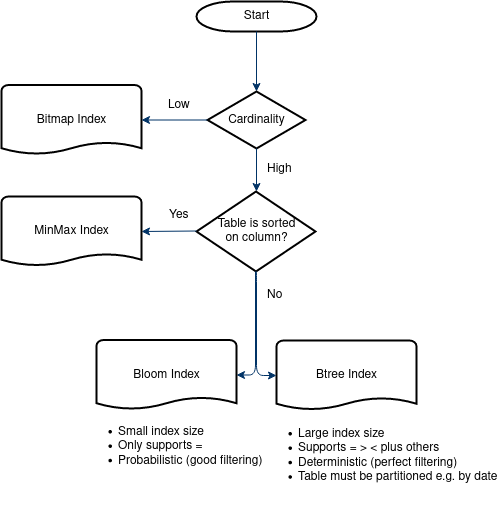 Start
Cardinality
Low
Bitmap Index
High
Table is sorted
on column?
Yes
MinMax Index
No
Bloom Index
Small index size
Only supports =
Probabilistic (good filtering)
Btree Index
Large index size
Supports = > < plus others
Deterministic (perfect filtering)
Table must be partitioned e.g. by date